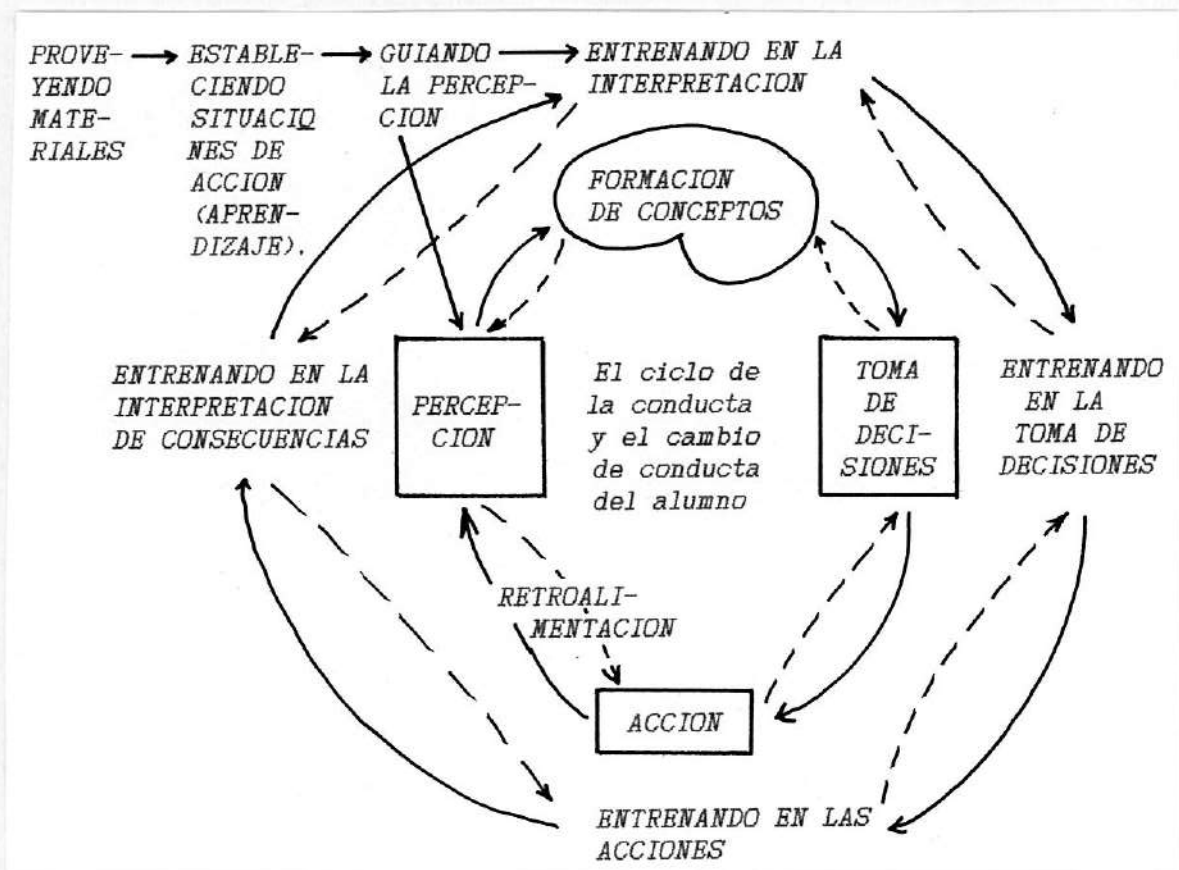 PROVE-
YENDO
MATE-
RIALES
ESTABLE-
CIENDO
SITUACIO
NES DE
ACCION
(APREN-
DIZAJE).
GUIANDO
LA PERCEP-
CION
ENTRENANDO EN LA
INTERPRETACION
FORMACION
DE CONCEPTOS
ENTRENANDO EN LA
INTERPRETACION
DE CONSECUENCIAS
PERCEP-
CION
El ciclo de
la conducta
y el cambio
de conducta
del alumno
TOMA
DE
DECI-
SIONES
ENTRENANDO
EN LA
TOMA DE
DECISIONES
RETROALI-
MENTACION
ACCION
ENTRENANDO EN LAS
ACCIONES